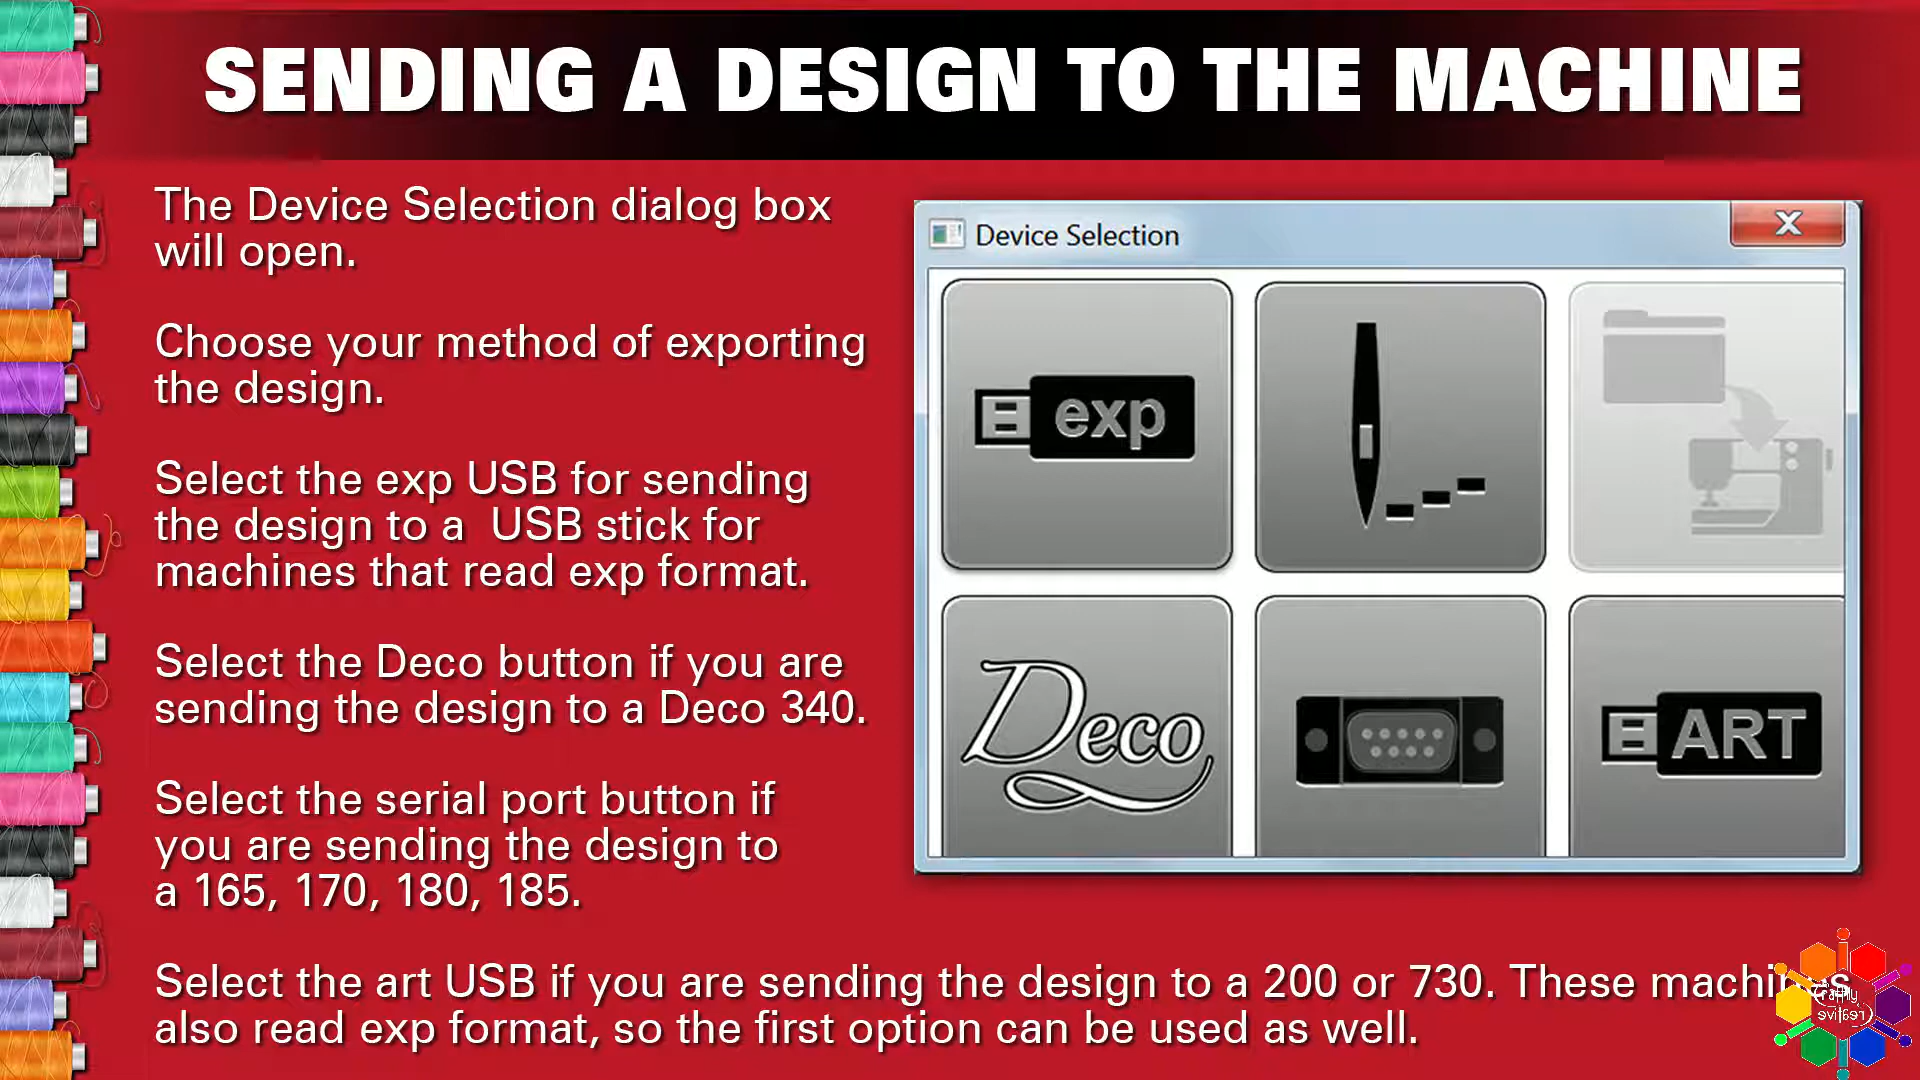 SENDING A DESIGN TO THE MACHINE
The Device Selection dialog box
will open.
Choose your method of exporting
the design.
Select the exp USB for sending
the design to a USB stick for
machines that read exp format.
Select the Deco button if you are
sending the design to a Deco 340.
Select the serial port button if
you are sending the design to
a 165, 170, 180, 185.
Select the art USB if you are sending the design to a 200 or 730. These machines
also read exp format, so the first option can be used as well.
Device Selection
exp
Deco
ART
Craftily
Creative